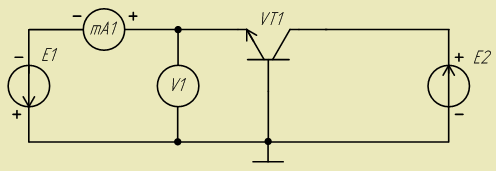 - mA1 +
VT1
- E1
V1
+ E2
+
-